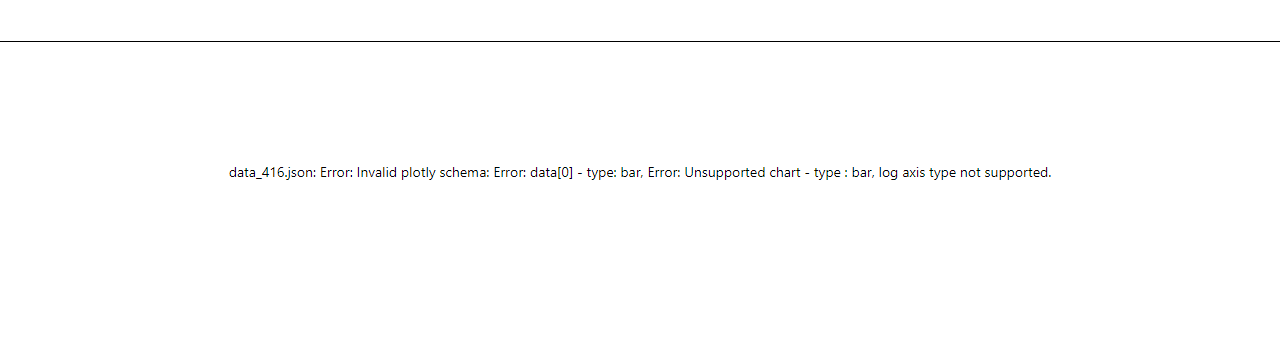 data_416.json: Error: Invalid plotly schema: Error: data[0] - type: bar, Error: Unsupported chart - type : bar, log axis type not supported.